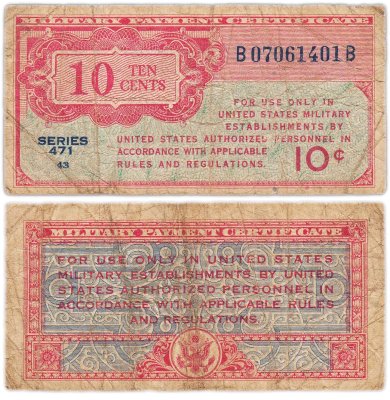 MILITARY PAYMENT CERTIFICATE
B07061401B
10 TEN
CENTS
FOR USE ONLY IN
UNITED STATES MILITARY
ESTABLISHMENTS BY
UNITED STATES AUTHORIZED PERSONNEL IN
ACCORDANCE WITH APPLICABLE
RULES AND REGULATIONS.
10¢
SERIES
471
43
MILITARY PAYMENT CERTIFICATE
FOR USE ONLY IN UNITED STATES
MILITARY ESTABLISHMENTS BY UNITED
STATES AUTHORIZED PERSONNEL IN
ACCORDANCE WITH APPLICABLE RULES
AND REGULATIONS.